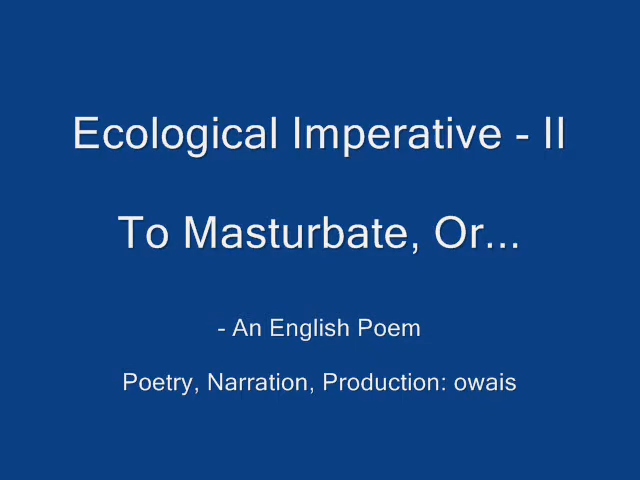 Ecological Imperative - II
To Masturbate, Or...
- An English Poem
Poetry, Narration, Production: owais